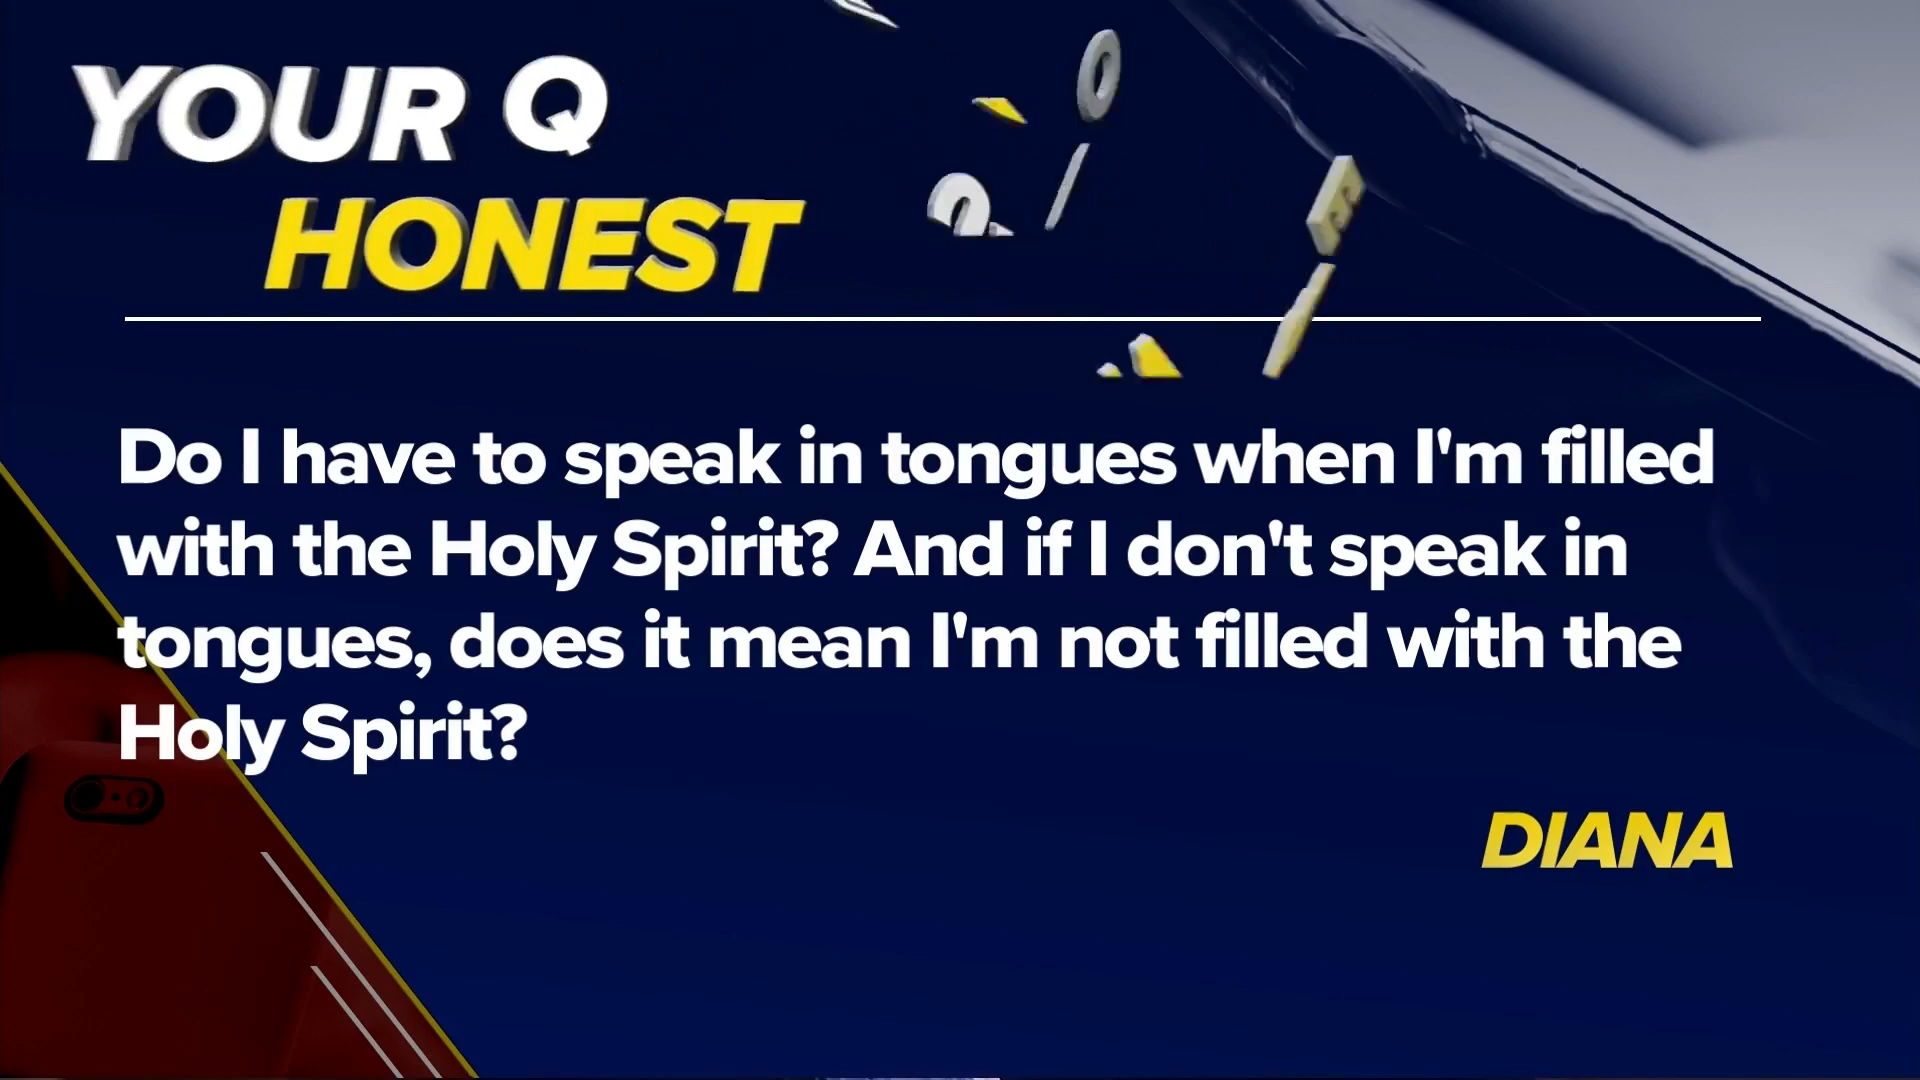 YOUR Q
HONEST
Do I have to speak in tongues when I'm filled
with the Holy Spirit? And if I don't speak in
tongues, does it mean I'm not filled with the
Holy Spirit?
DIANA